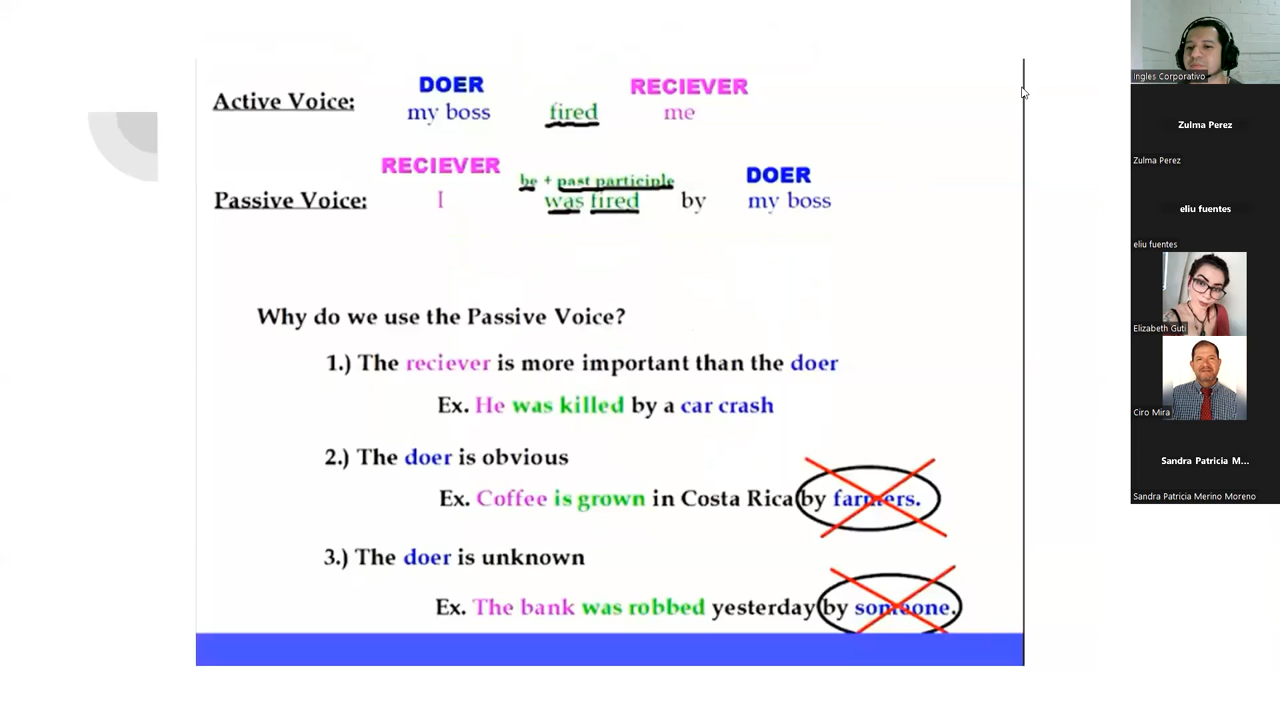 DOER RECIEVER
Active Voice: my boss fired me
RECIEVER be + past participle DOER
Passive Voice: I was fired by my boss
Why do we use the Passive Voice?
1.) The reciever is more important than the doer
Ex. He was killed by a car crash
2.) The doer is obvious
Ex. Coffee is grown in Costa Rica by farmers.
3.) The doer is unknown
Ex. The bank was robbed yesterday by someone.
Ingles Corporativo
Zulma Perez
Zulma Perez
eliu fuentes
eliu fuentes
Elizabeth Guti
Ciro Mira
Sandra Patricia M...
Sandra Patricia Merino Moreno